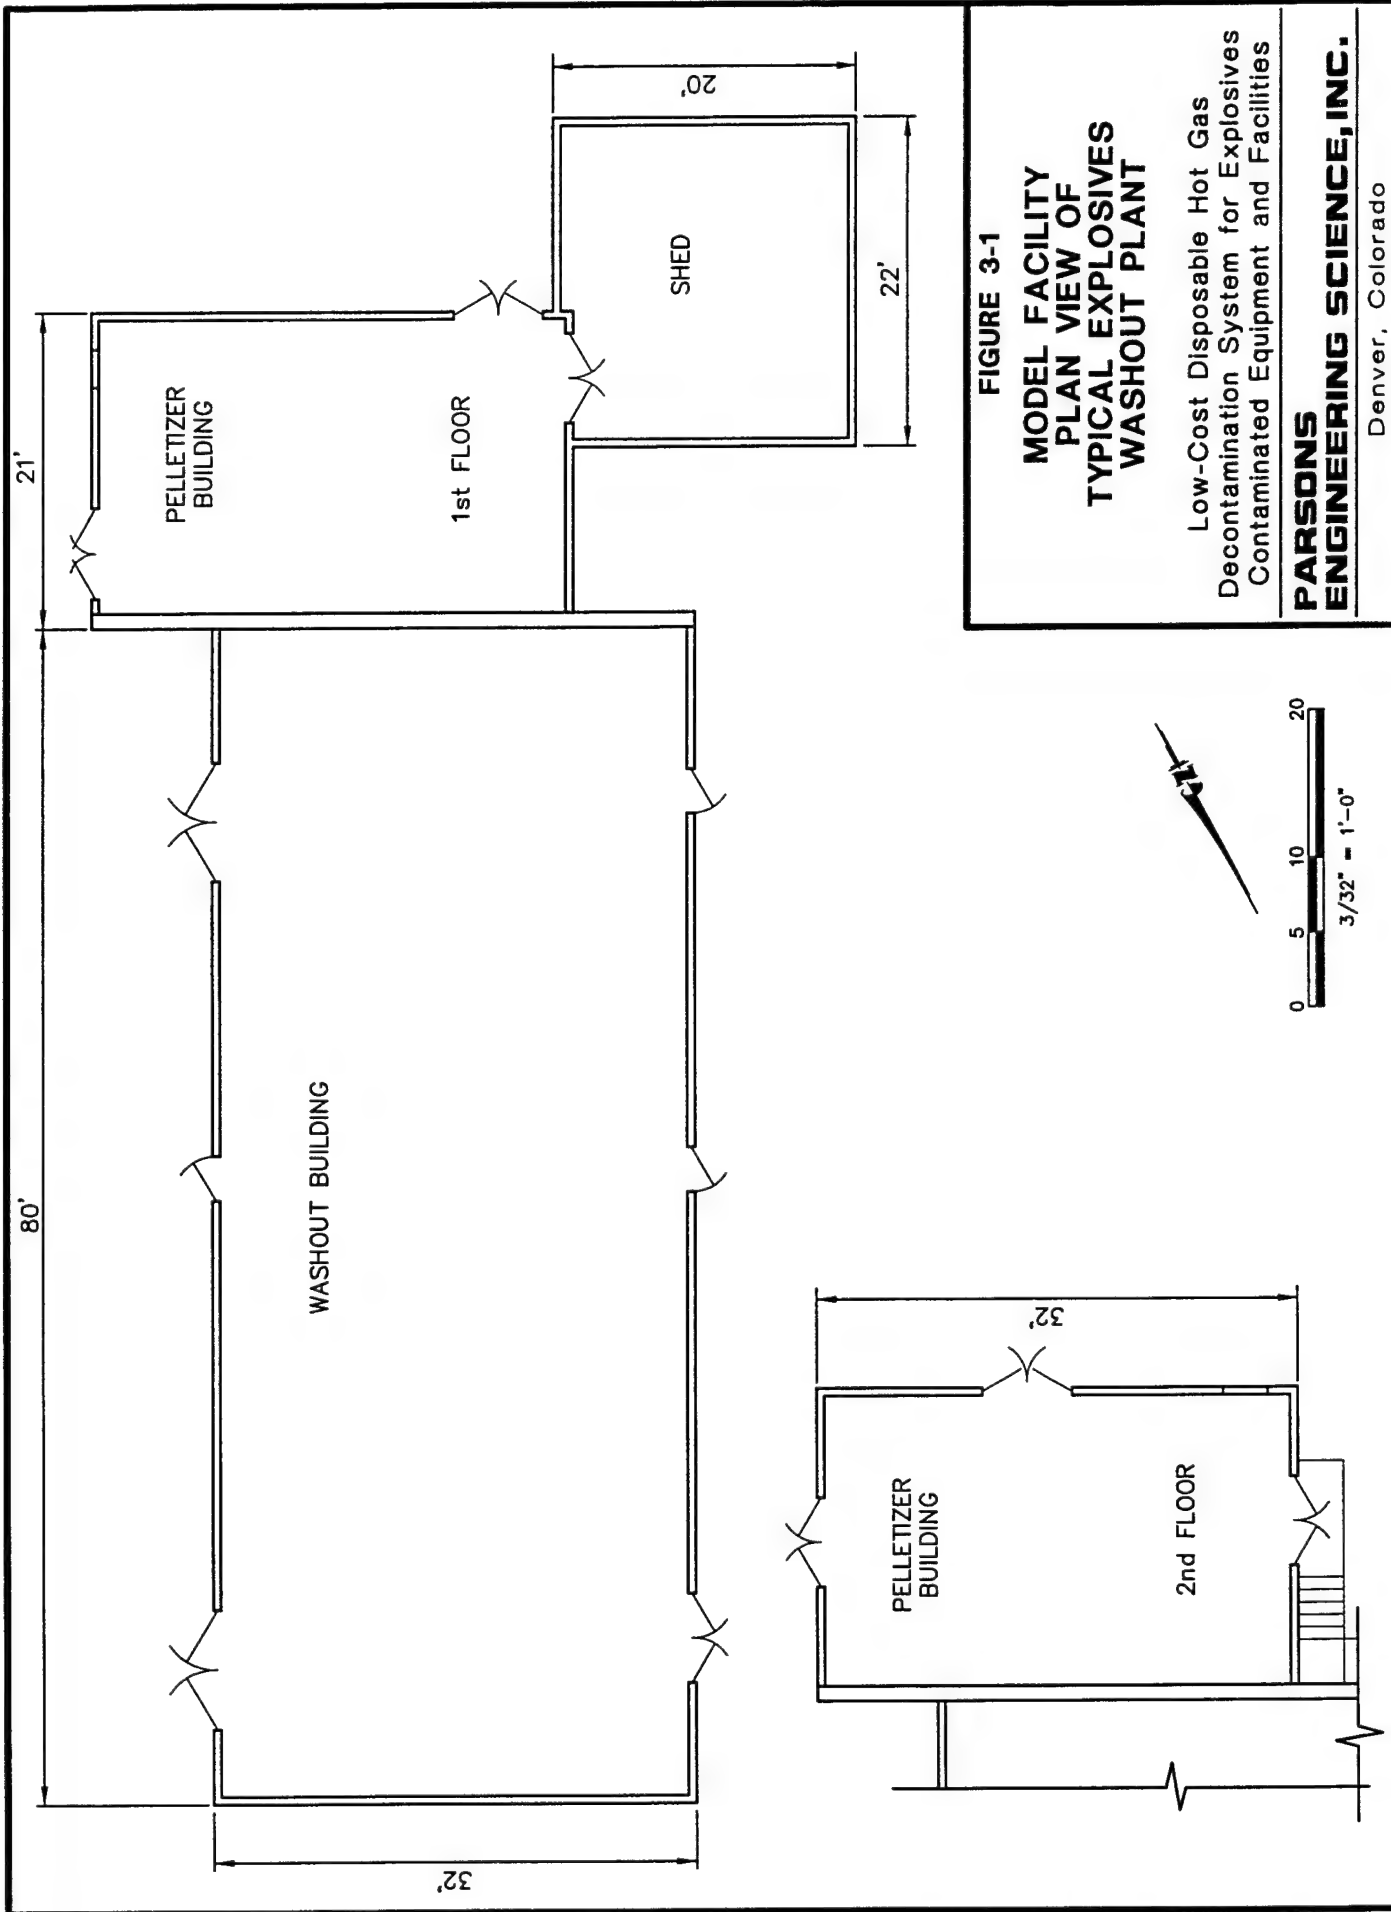 80'
21'
32'
WASHOUT BUILDING
PELLETIZER
BUILDING
1st FLOOR
20'
SHED
22'
32'
PELLETIZER
BUILDING
2nd FLOOR
N
0 5 10 20
3/32" = 1'-0"
FIGURE 3-1
MODEL FACILITY
PLAN VIEW OF
TYPICAL EXPLOSIVES
WASHOUT PLANT
Low-Cost Disposable Hot Gas
Decontamination System for Explosives
Contaminated Equipment and Facilities
PARSONS
ENGINEERING SCIENCE, INC.
Denver, Colorado